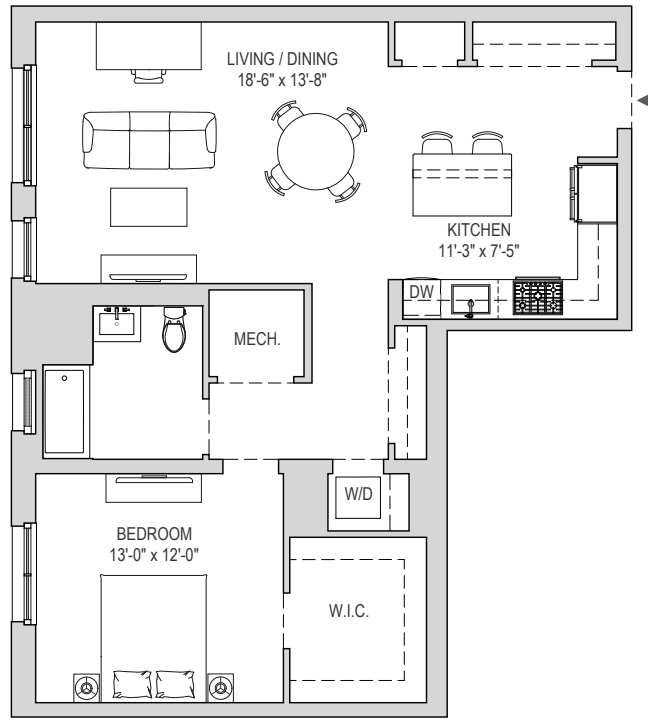 LIVING / DINING
18'-6" x 13'-8"
KITCHEN
11'-3" x 7'-5"
DW
MECH.
W/D
BEDROOM
13'-0" x 12'-0"
W.I.C.